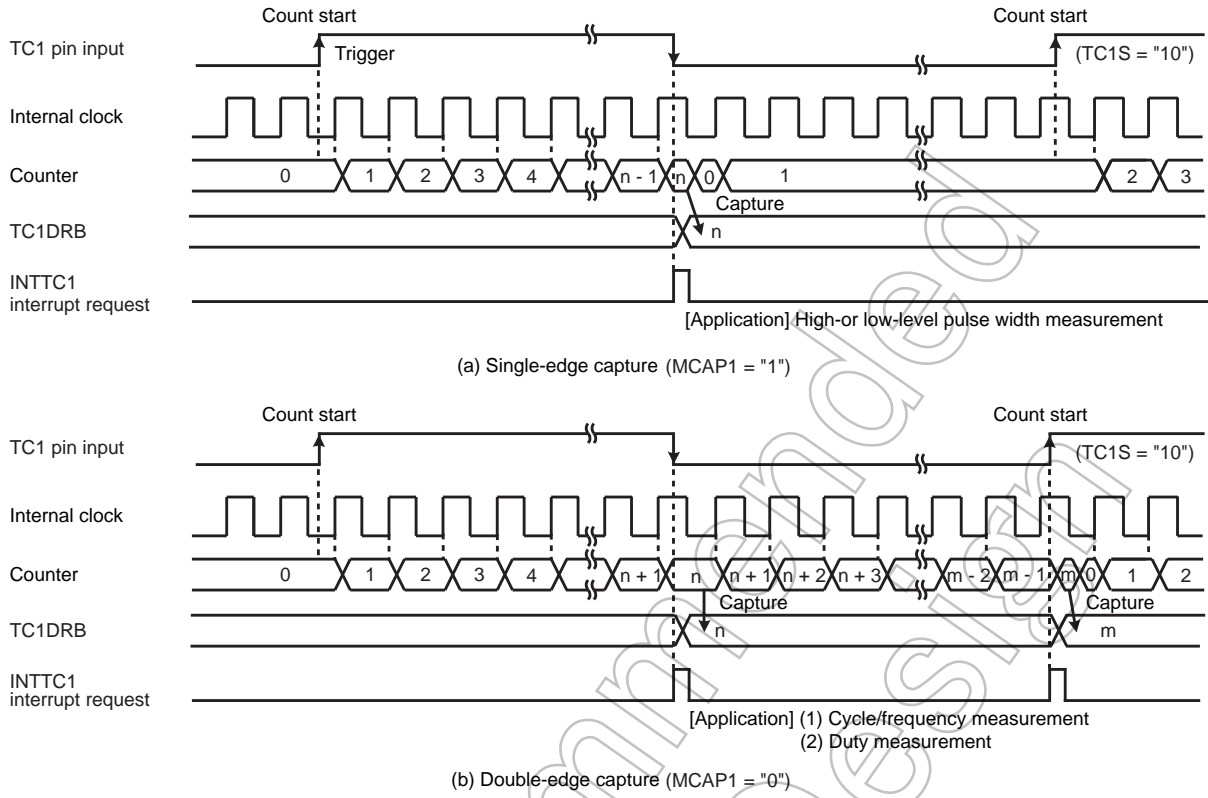 Count start Count start
TC1 pin input Trigger (TC1S = "10")
Internal clock
Counter 0 1 2 3 4 n - 1 n 0 1 2 3
Capture
TC1DRB n
INTTC1
interrupt request
[Application] High-or low-level pulse width measurement
(a) Single-edge capture (MCAP1 = "1")
Count start Count start
TC1 pin input (TC1S = "10")
Internal clock
Counter 0 1 2 3 4 n + 1 n n + 1 n + 2 n + 3 m - 2 m - 1 m 0 1 2
Capture Capture
TC1DRB n m
INTTC1
interrupt request
[Application] (1) Cycle/frequency measurement
(2) Duty measurement
(b) Double-edge capture (MCAP1 = "0")